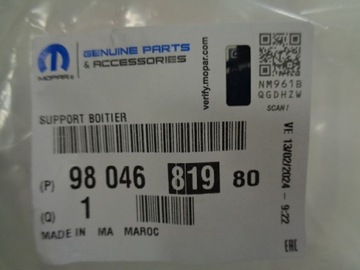 MOPAR
GENUINE PARTS
& ACCESSORIES
verify.mopar.com
NM961B
QGDHZW
SCAN!
SUPPORT BOITIER
(P) 98 046 819 80
(Q) 1
MADE IN MA MAROC
VE 13/02/2024 - 9.22
EAC